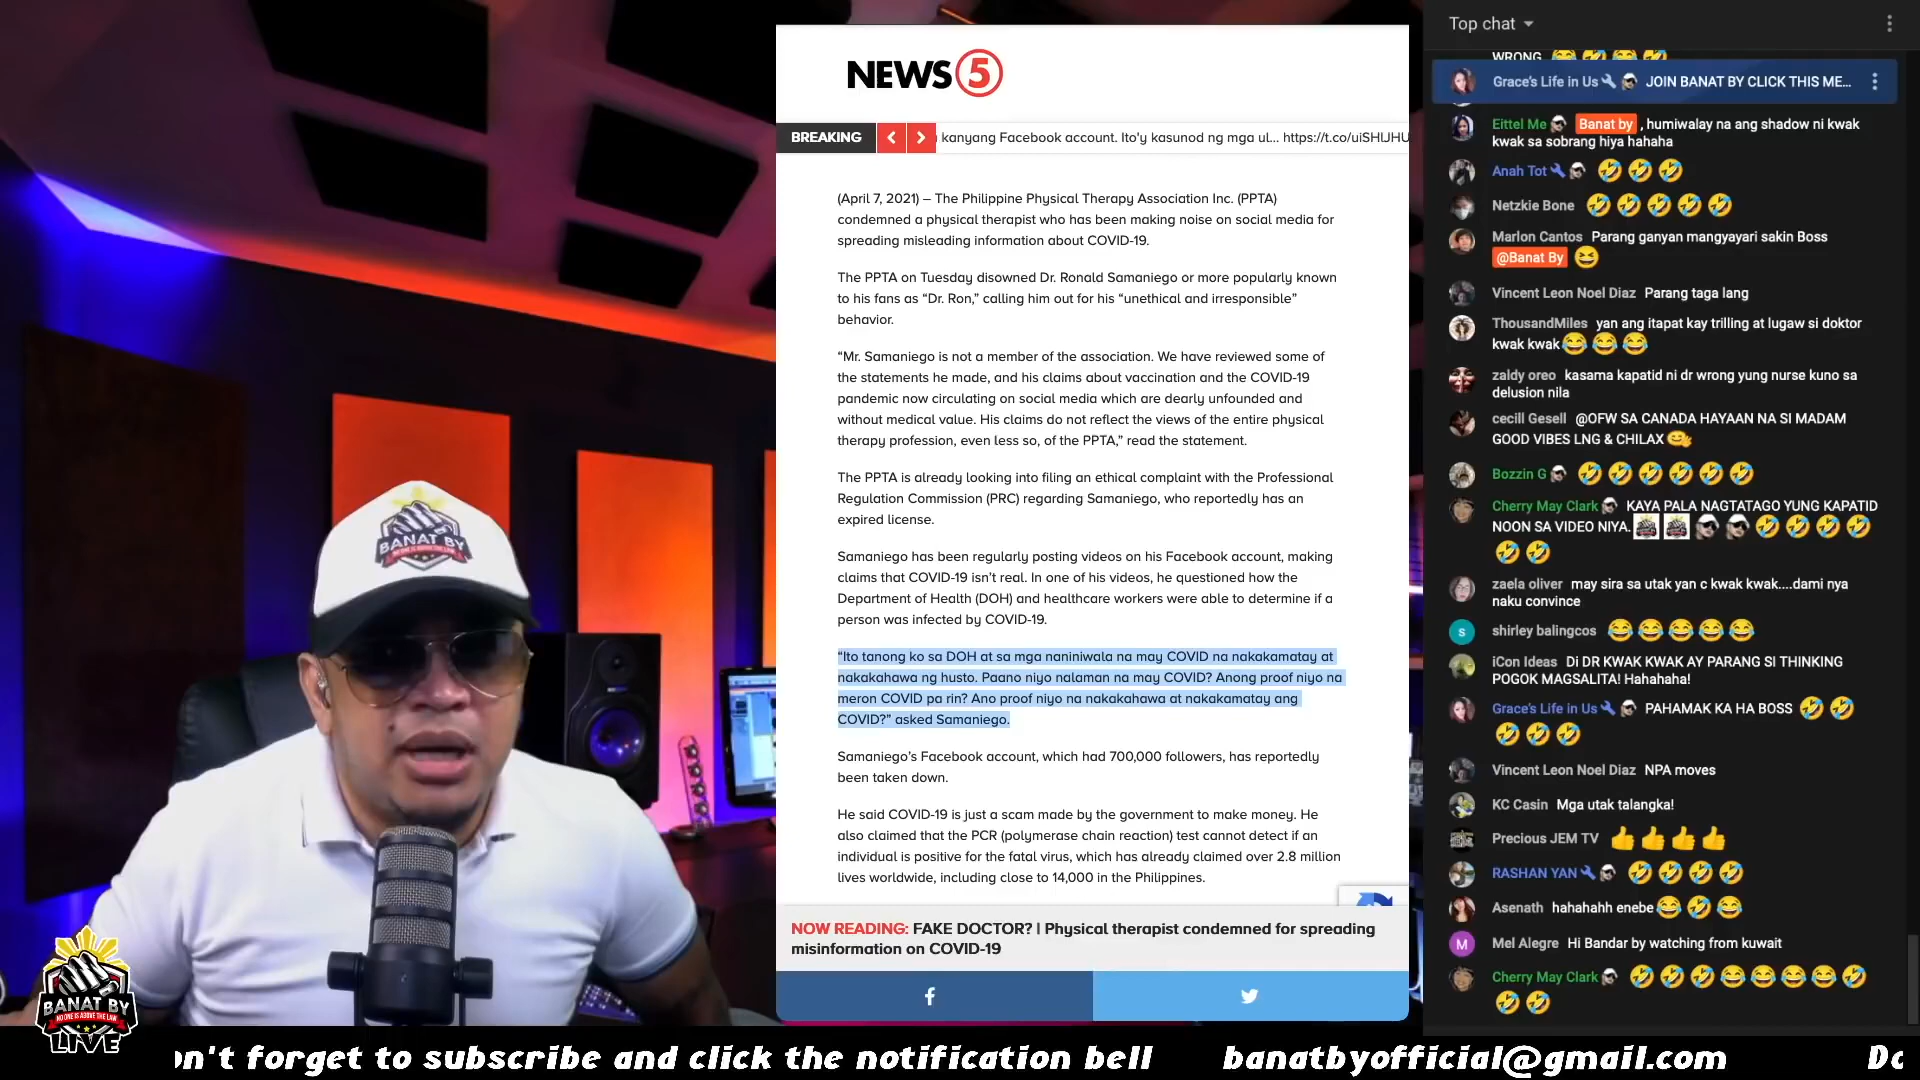 BANAT BY
NO ONE IS ABOVE THE LAW
NEWS 5
BREAKING
kanyang Facebook account. Ito'y kasunod ng mga ul... https://t.co/uiSHIJHU
(April 7, 2021) – The Philippine Physical Therapy Association Inc. (PPTA)
condemned a physical therapist who has been making noise on social media for
spreading misleading information about COVID-19.
The PPTA on Tuesday disowned Dr. Ronald Samaniego or more popularly known
to his fans as “Dr. Ron,” calling him out for his “unethical and irresponsible”
behavior.
“Mr. Samaniego is not a member of the association. We have reviewed some of
the statements he made, and his claims about vaccination and the COVID-19
pandemic now circulating on social media which are dearly unfounded and
without medical value. His claims do not reflect the views of the entire physical
therapy profession, even less so, of the PPTA,” read the statement.
The PPTA is already looking into filing an ethical complaint with the Professional
Regulation Commission (PRC) regarding Samaniego, who reportedly has an
expired license.
Samaniego has been regularly posting videos on his Facebook account, making
claims that COVID-19 isn’t real. In one of his videos, he questioned how the
Department of Health (DOH) and healthcare workers were able to determine if a
person was infected by COVID-19.
“Ito tanong ko sa DOH at sa mga naniniwala na may COVID na nakakamatay at
nakakahawa ng husto. Paano niyo nalaman na may COVID? Anong proof niyo na
meron COVID pa rin? Ano proof niyo na nakakahawa at nakakamatay ang
COVID?” asked Samaniego.
Samaniego’s Facebook account, which had 700,000 followers, has reportedly
been taken down.
He said COVID-19 is just a scam made by the government to make money. He
also claimed that the PCR (polymerase chain reaction) test cannot detect if an
individual is positive for the fatal virus, which has already claimed over 2.8 million
lives worldwide, including close to 14,000 in the Philippines.
NOW READING: FAKE DOCTOR? | Physical therapist condemned for spreading
misinformation on COVID-19
Top chat
WRONG 😂🤣😂🤣
Grace's Life in Us JOIN BANAT BY CLICK THIS ME...
Eittel Me Banat by , humiwalay na ang shadow ni kwak
kwak sa sobrang hiya hahaha
Anah Tot 🤣🤣🤣
Netzkie Bone 🤣🤣🤣🤣🤣
Marlon Cantos Parang ganyan mangyayari sakin Boss
@Banat By 😆
Vincent Leon Noel Diaz Parang taga lang
ThousandMiles yan ang itapat kay trilling at lugaw si doktor
kwak kwak😂😂😂
zaldy oreo kasama kapatid ni dr wrong yung nurse kuno sa
delusion nila
cecill Gesell @OFW SA CANADA HAYAAN NA SI MADAM
GOOD VIBES LNG & CHILAX
Bozzin G 🤣🤣🤣🤣🤣🤣
Cherry May Clark KAYA PALA NAGTATAGO YUNG KAPATID
NOON SA VIDEO NIYA. 🤣🤣🤣🤣
🤣🤣
zaela oliver may sira sa utak yan c kwak kwak....dami nya
naku convince
S
shirley balingcos 😂😂😂😂😂
iCon Ideas Di DR KWAK KWAK AY PARANG SI THINKING
POGOK MAGSALITA! Hahahaha!
Grace's Life in Us PAHAMAK KA HA BOSS 🤣🤣
🤣🤣🤣
Vincent Leon Noel Diaz NPA moves
KC Casin Mga utak talangka!
Precious JEM TV 👍👍👍👍
RASHAN YAN 🤣🤣🤣🤣
Asenath hahahahh enebe😂🤣😂
M
Mel Alegre Hi Bandar by watching from kuwait
Cherry May Clark 🤣🤣🤣😂😂😂😂🤣
🤣🤣
BANAT BY
NO ONE IS ABOVE THE LAW
LIVE
on't forget to subscribe and click the notification bell banatbyofficial@gmail.com Do